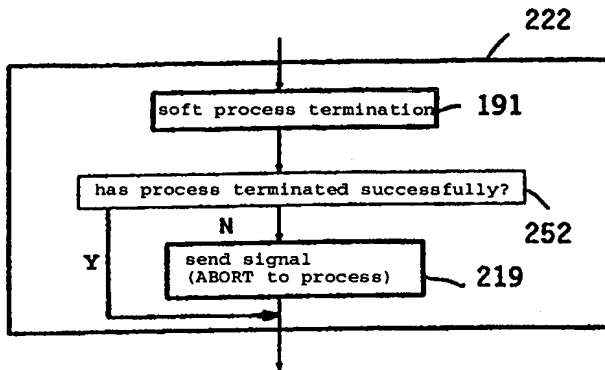 222
soft process termination
191
has process terminated successfully?
252
N
Y
send signal
(ABORT to process)
219